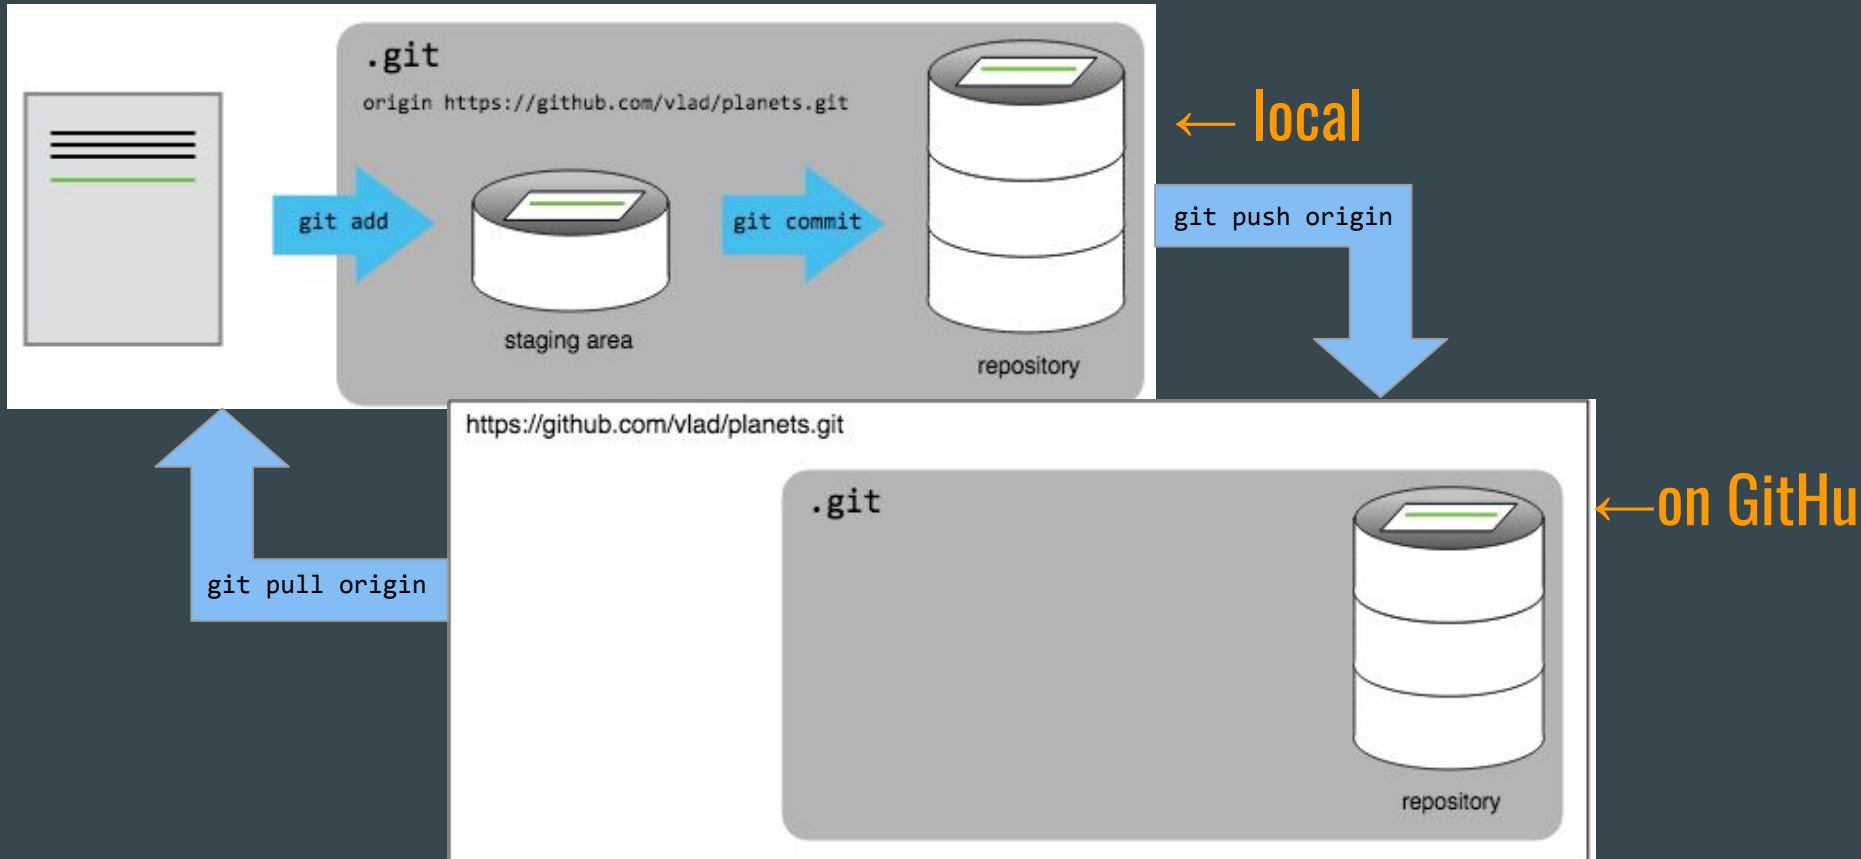 .git
origin https://github.com/vlad/planets.git
← local
git add
git commit
git push origin
staging area
repository
https://github.com/vlad/planets.git
.git
←on GitHu
git pull origin
repository